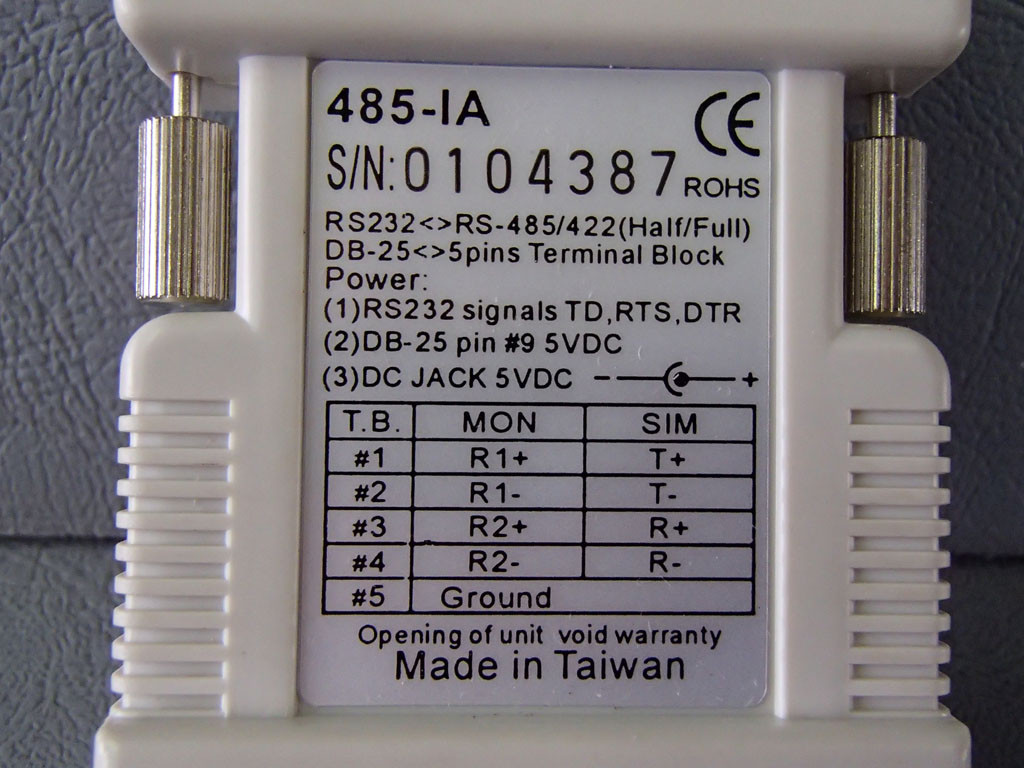 485-IA
CE
S/N:0104387 ROHS
RS232<>RS-485/422(Half/Full)
DB-25<>5pins Terminal Block
Power:
(1)RS232 signals TD,RTS,DTR
(2)DB-25 pin #9 5VDC
(3)DC JACK 5VDC - +
T.B. MON SIM
#1 R1+ T+
#2 R1- T-
#3 R2+ R+
#4 R2- R-
#5 Ground
Opening of unit void warranty
Made in Taiwan